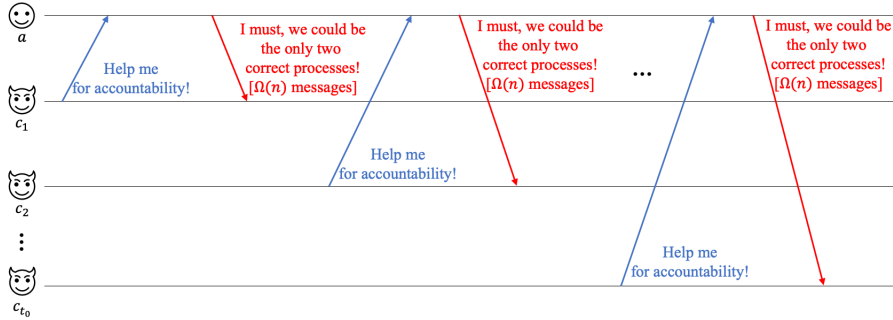 a
Help me
for accountability!
I must, we could be
the only two
correct processes!
[Ω(n) messages]
c₁
Help me
for accountability!
I must, we could be
the only two
correct processes!
[Ω(n) messages]
c₂
...
⋮
Help me
for accountability!
I must, we could be
the only two
correct processes!
[Ω(n) messages]
c_{t₀}